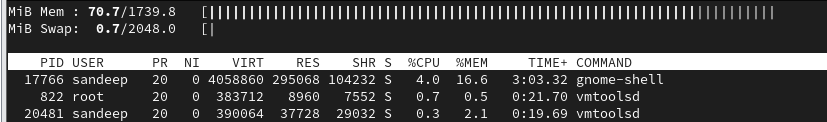 MiB Mem : 70.7/1739.8 [||||||||||||||||||||||||||||||||||||||||||||||||||||||||||||||||||||||
MiB Swap: 0.7/2048.0 [|
PID USER PR NI VIRT RES SHR S %CPU %MEM TIME+ COMMAND
17766 sandeep 20 0 4058860 295068 104232 S 4.0 16.6 3:03.32 gnome-shell
822 root 20 0 383712 8960 7552 S 0.7 0.5 0:21.70 vmtoolsd
20481 sandeep 20 0 390064 37728 29032 S 0.3 2.1 0:19.69 vmtoolsd